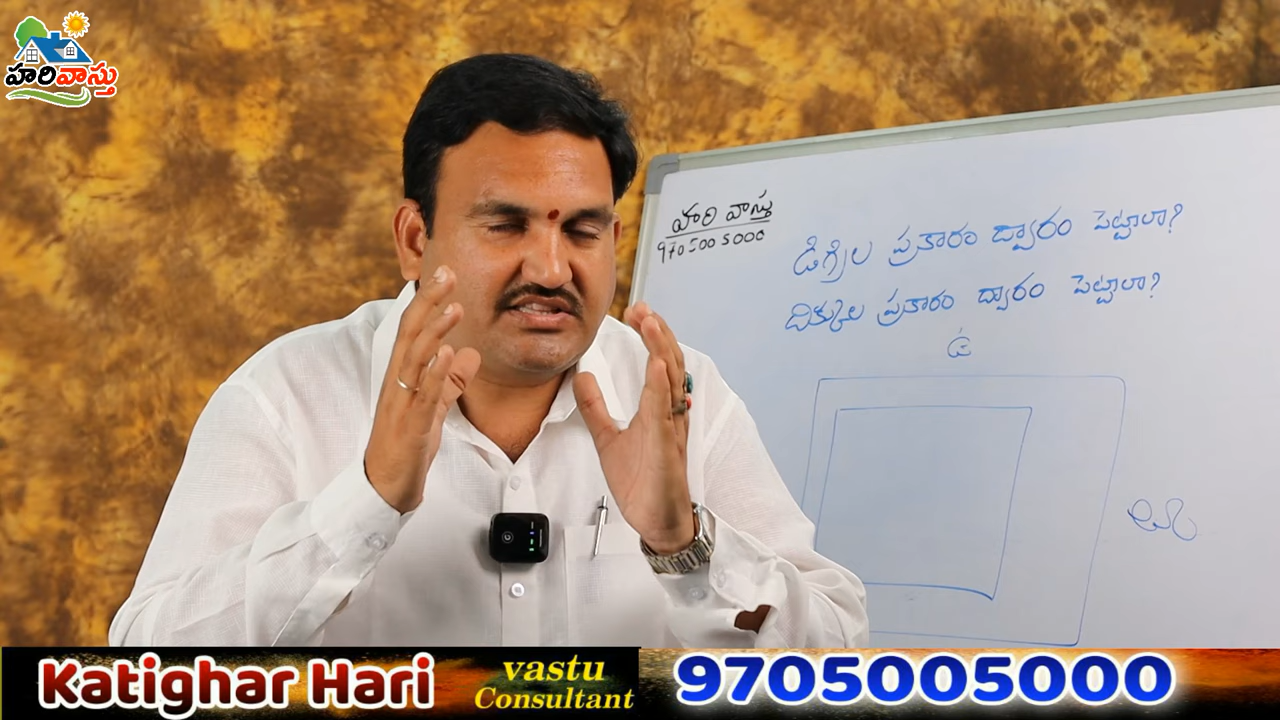 హరివాస్తు
హరి వాస్తు
9705005000
డిగ్రీల ప్రకారం ద్వారం పెట్టాలా?
దిక్కుల ప్రకారం ద్వారం పెట్టాలా?
ఉ
తూ
Katighar Hari
vastu
Consultant
9705005000